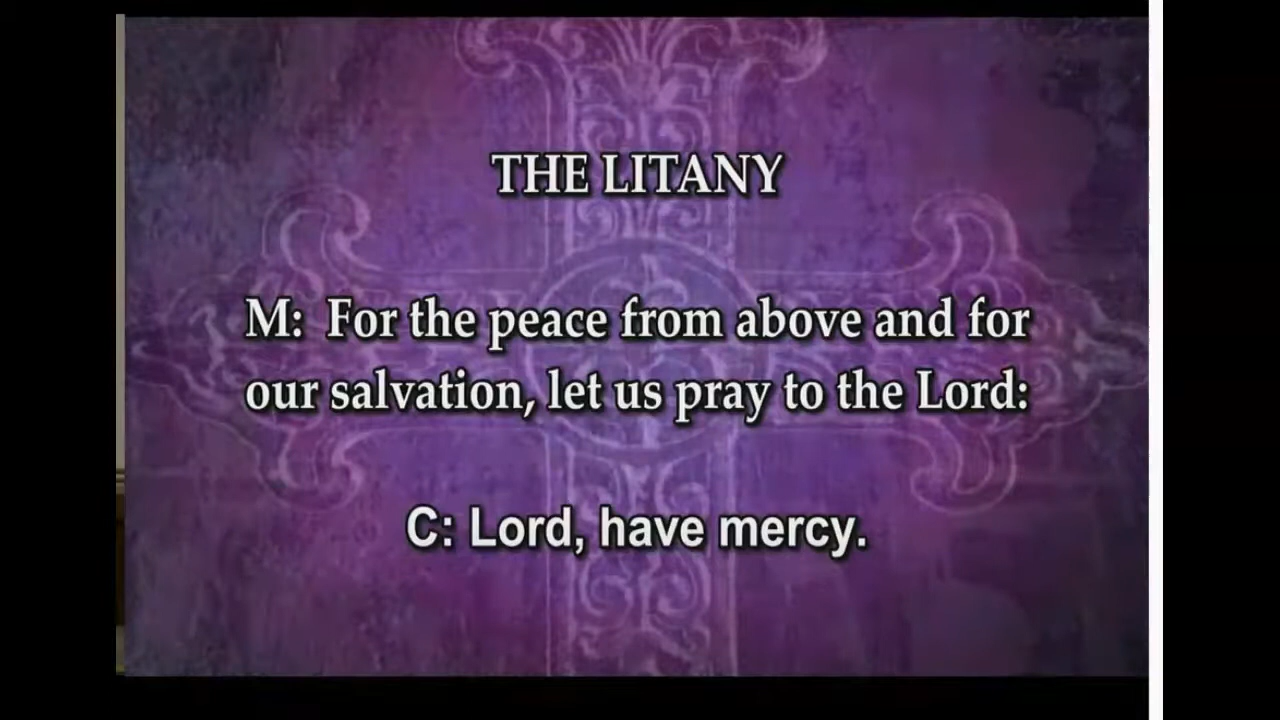 THE LITANY
M: For the peace from above and for
our salvation, let us pray to the Lord:
C: Lord, have mercy.